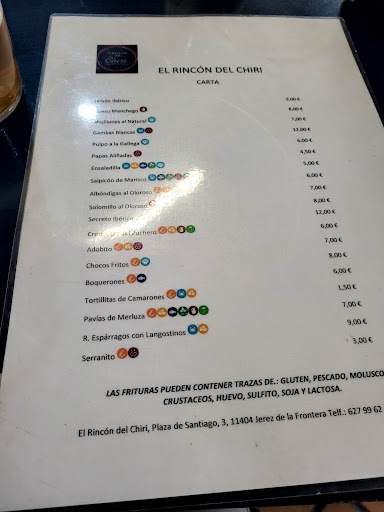 EL RINCÓN DEL CHIRI
CARTA
Jamón Ibérico 9,00 €
Queso Manchego 8,00 €
Mejillones al Natural 7,00 €
Gambas Blancas 12,00 €
Pulpo a la Gallega 6,00 €
Papas Aliñadas 4,50 €
Ensaladilla 5,00 €
Salpicón de Marisco 6,00 €
Albóndigas al Oloroso 7,00 €
Solomillo al Oloroso 8,00 €
Secreto Ibérico 12,00 €
Puchero 6,00 €
Adobito 7,00 €
Chocos Fritos 8,00 €
Boquerones 6,00 €
Tortillitas de Camarones 1,50 €
Pavías de Merluza 7,00 €
R. Espárragos con Langostinos 9,00 €
Serranito 3,00 €
LAS FRITURAS PUEDEN CONTENER TRAZAS DE.: GLUTEN, PESCADO, MOLUSCO
CRUSTACEOS, HUEVO, SULFITO, SOJA Y LACTOSA.
El Rincón del Chiri, Plaza de Santiago, 3, 11404 Jerez de la Frontera Telf.: 627 99 62